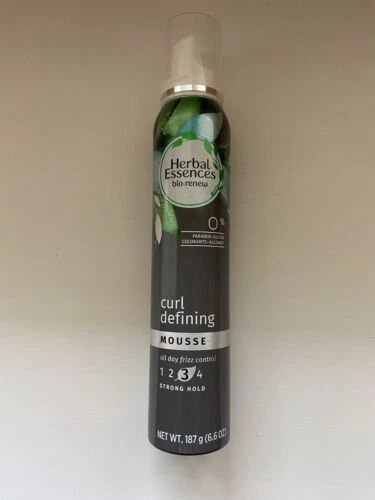 Herbal
Essences
bio:renew
0%
PARABEN-GLUTEN
COLORANTS-ALCOHOL
curl
defining
MOUSSE
all day frizz control
1 2 3 4
STRONG HOLD
NET WT. 187 g (6.6 OZ)